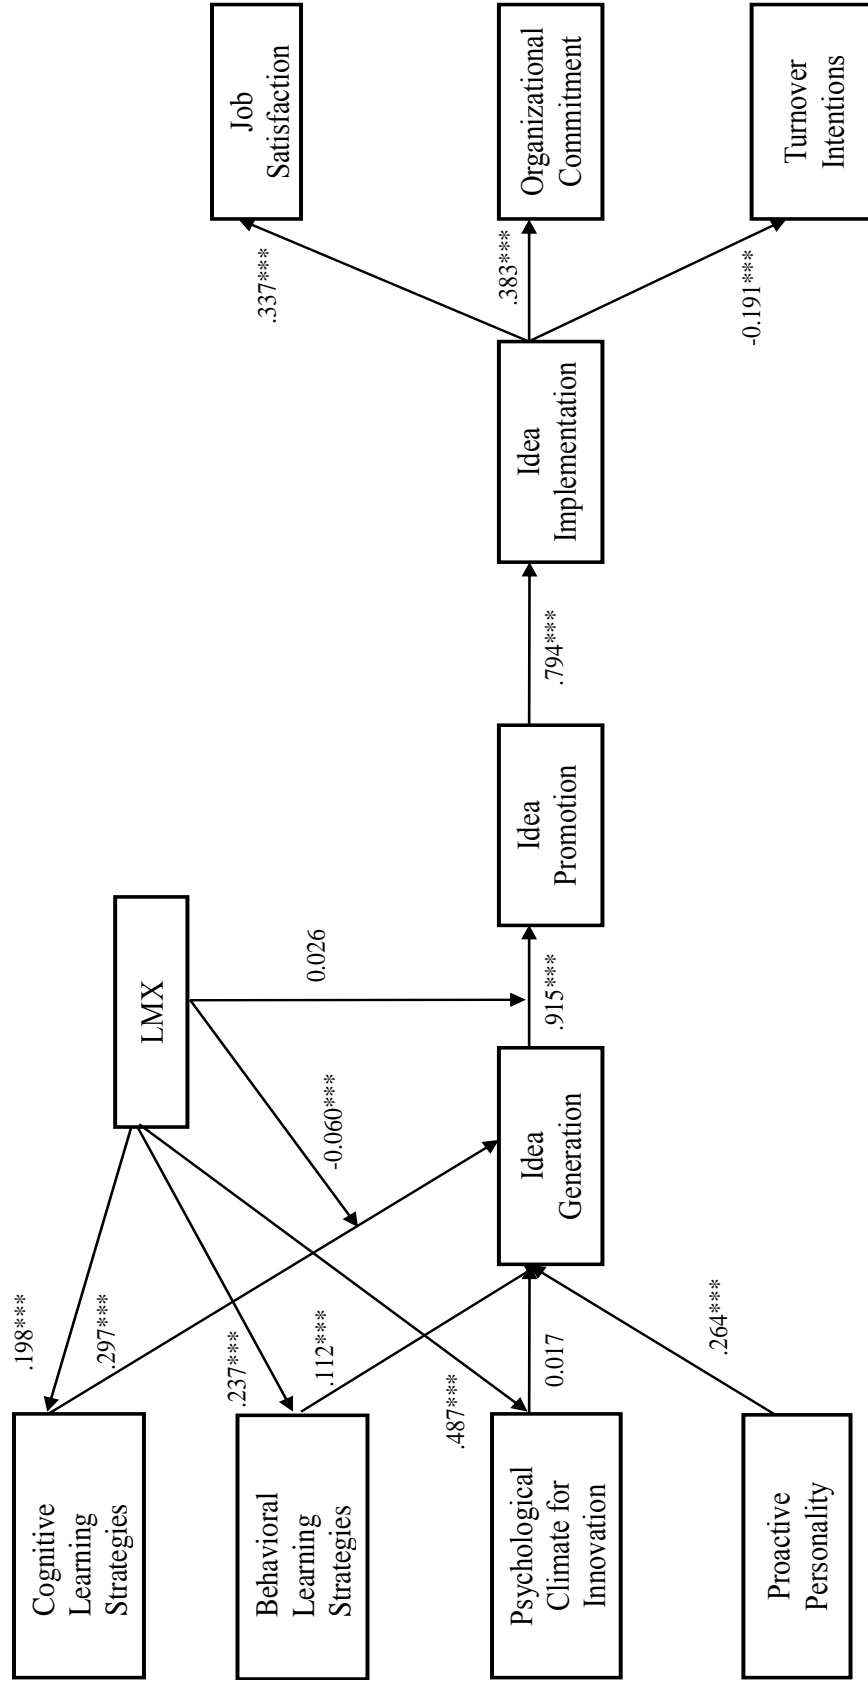 Cognitive
Learning
Strategies
Behavioral
Learning
Strategies
Psychological
Climate for
Innovation
Proactive
Personality
.198***
.297***
.237***
.112***
.487***
0.017
.264***
LMX
-0.060***
0.026
Idea
Generation
.915***
Idea
Promotion
.794***
Idea
Implementation
.337***
.383***
-0.191***
Job
Satisfaction
Organizational
Commitment
Turnover
Intentions